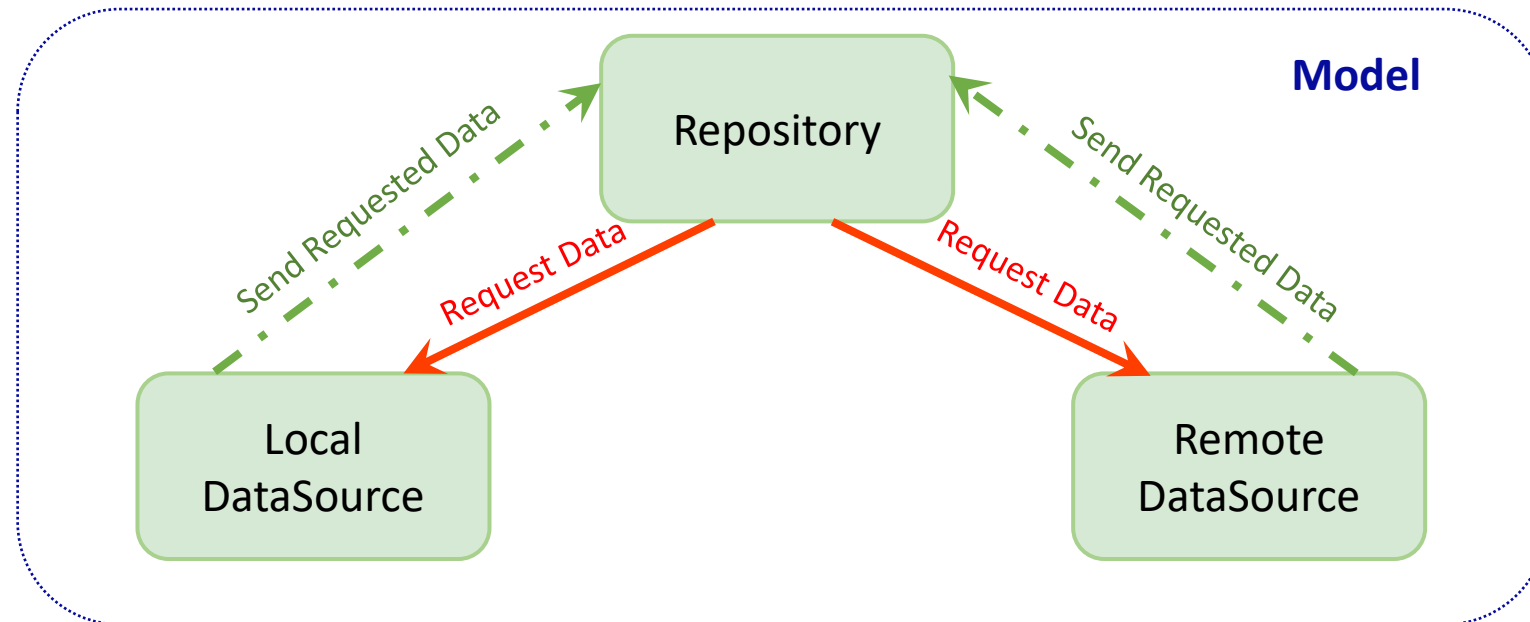 Model
Repository
Send Requested Data
Request Data
Request Data
Send Requested Data
Local
DataSource
Remote
DataSource